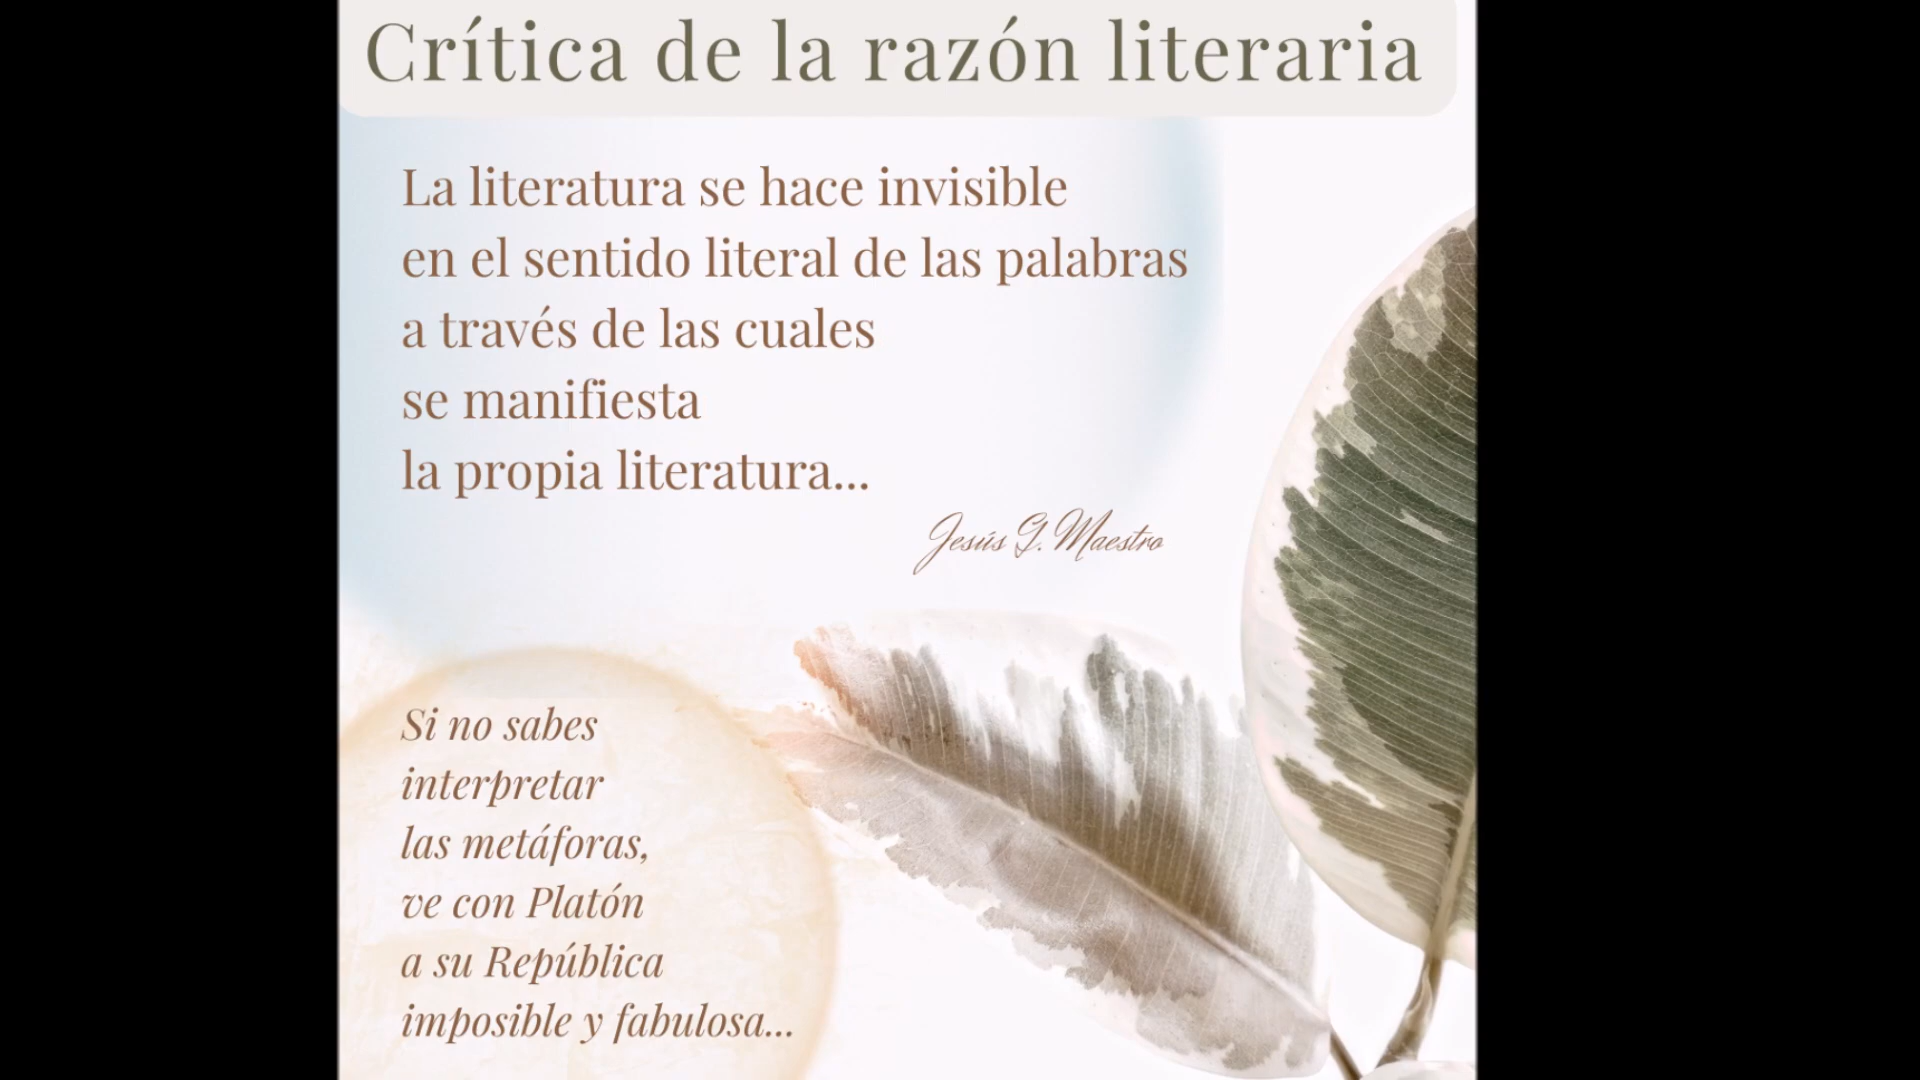 Crítica de la razón literaria
La literatura se hace invisible
en el sentido literal de las palabras
a través de las cuales
se manifiesta
la propia literatura...
Jesús G. Maestro
Si no sabes
interpretar
las metáforas,
ve con Platón
a su República
imposible y fabulosa...